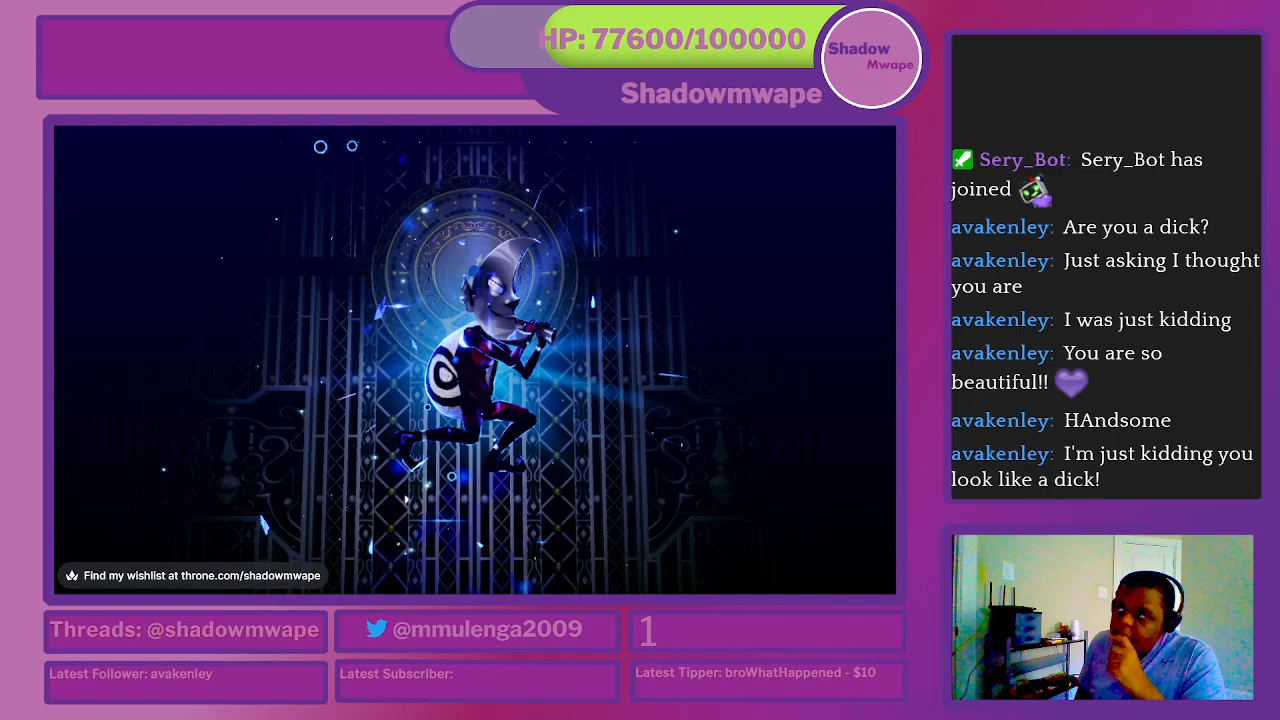 HP: 77600/100000
Shadow
Mwape
Shadowmwape
Sery_Bot: Sery_Bot has
joined
avakenley: Are you a dick?
avakenley: Just asking I thought
you are
avakenley: I was just kidding
avakenley: You are so
beautiful!!
avakenley: HAndsome
avakenley: I'm just kidding you
look like a dick!
Find my wishlist at throne.com/shadowmwape
Threads: @shadowmwape
@mmulenga2009
1
Latest Follower: avakenley
Latest Subscriber:
Latest Tipper: broWhatHappened - $10